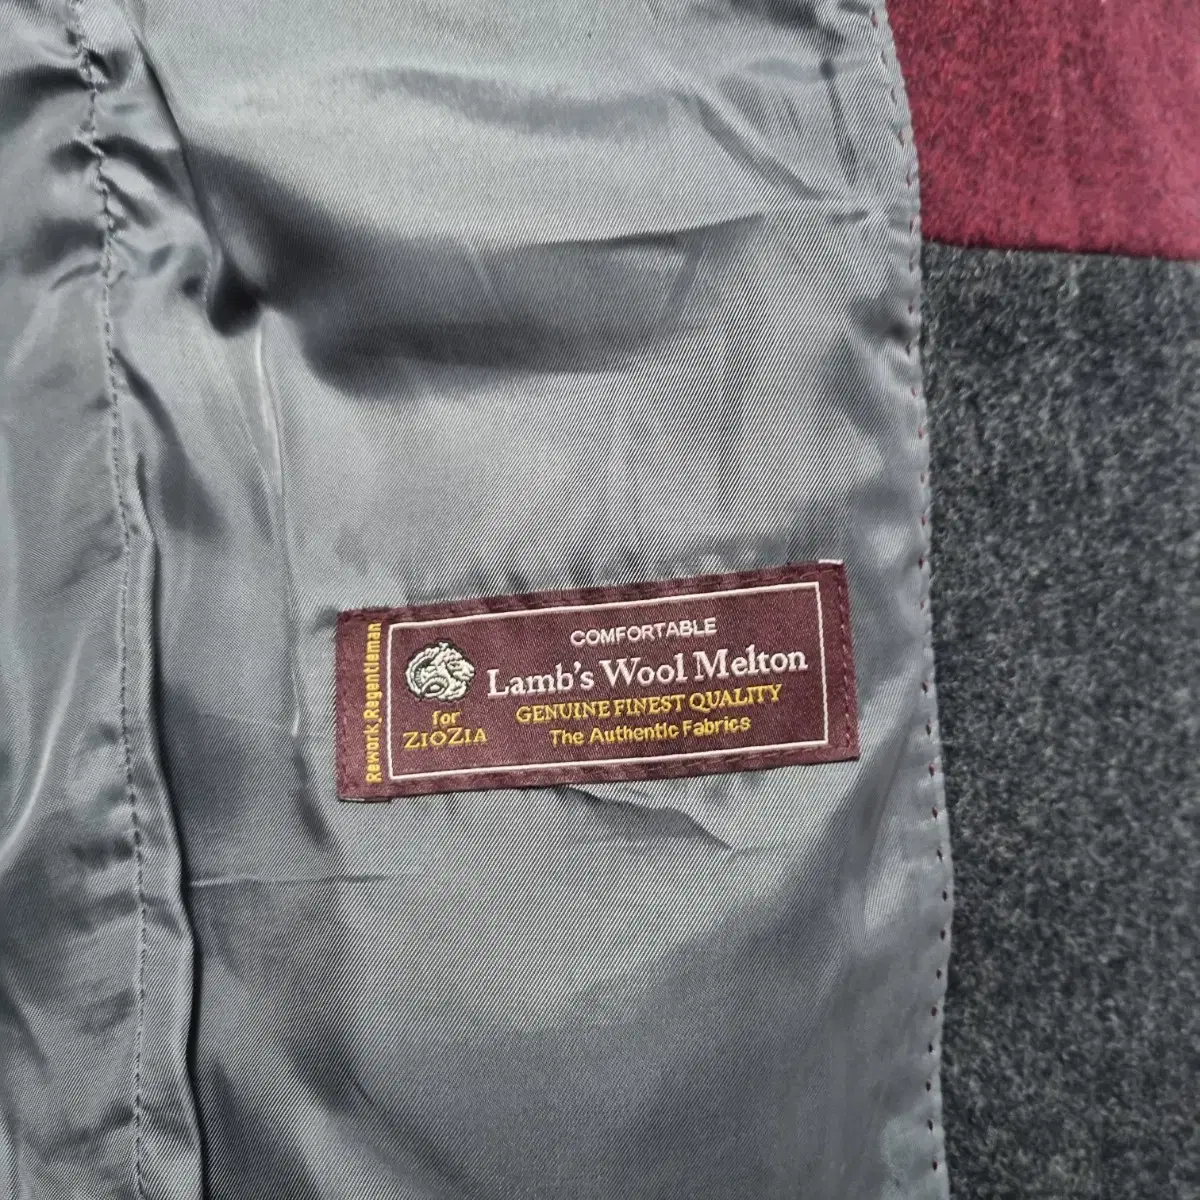 Rework Regentleman
for
ZIOZIA
COMFORTABLE
Lamb's Wool Melton
GENUINE FINEST QUALITY
The Authentic Fabrics